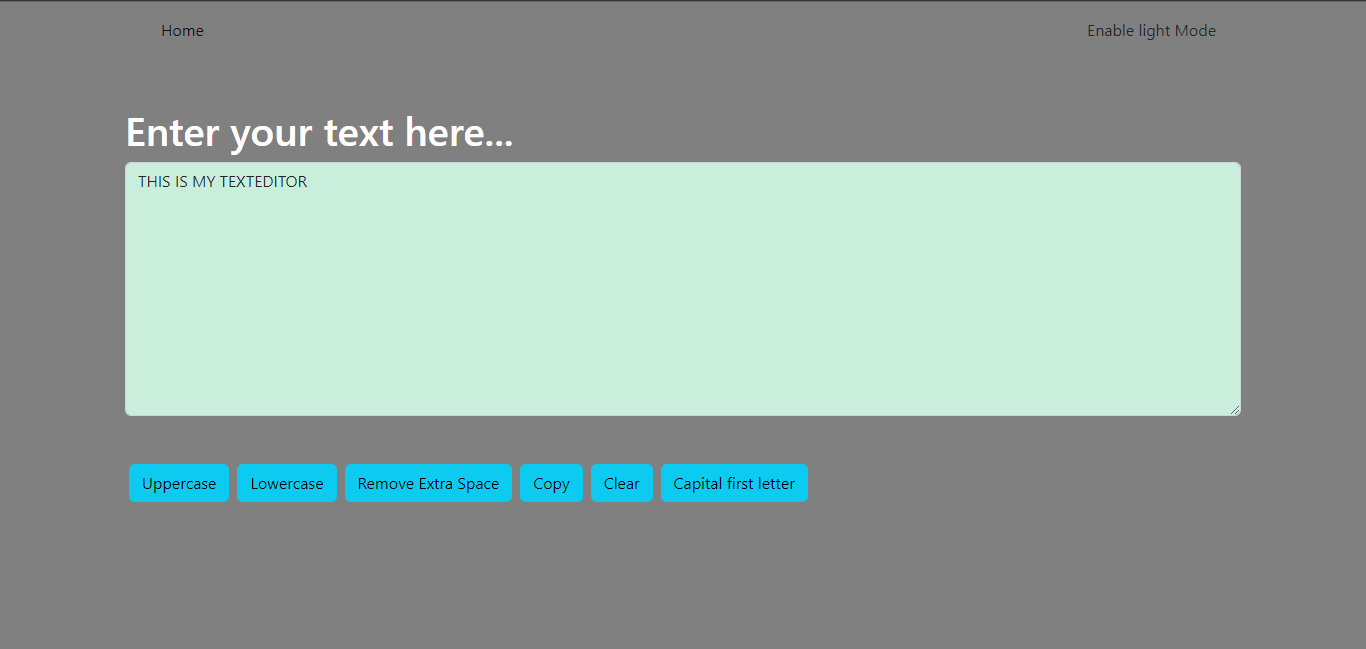 Home Enable light Mode
Enter your text here...
THIS IS MY TEXTEDITOR
Uppercase Lowercase Remove Extra Space Copy Clear Capital first letter